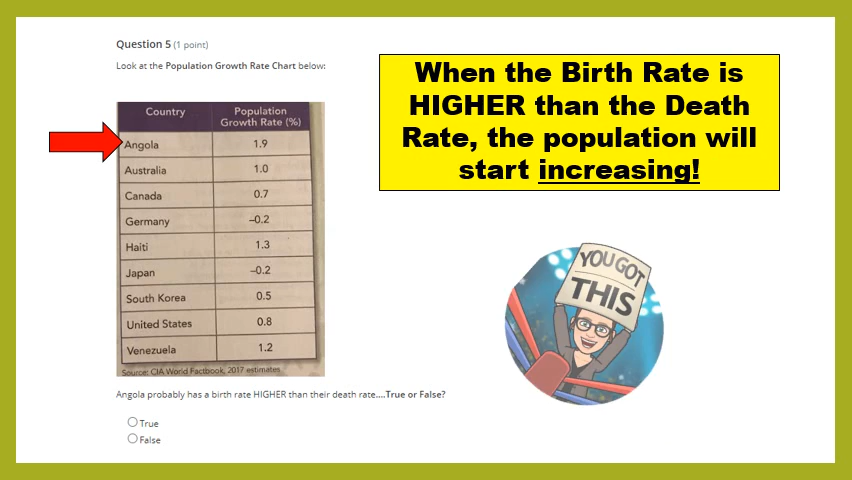 Question 5 (1 point)
Look at the Population Growth Rate Chart below:
When the Birth Rate is
HIGHER than the Death
Rate, the population will
start increasing!
Country Population
Growth Rate (%)
Angola 1.9
Australia 1.0
Canada 0.7
Germany –0.2
Haiti 1.3
Japan –0.2
South Korea 0.5
United States 0.8
Venezuela 1.2
Source: CIA World Factbook, 2017 estimates
YOU GOT
THIS
Angola probably has a birth rate HIGHER than their death rate....True or False?
True
False